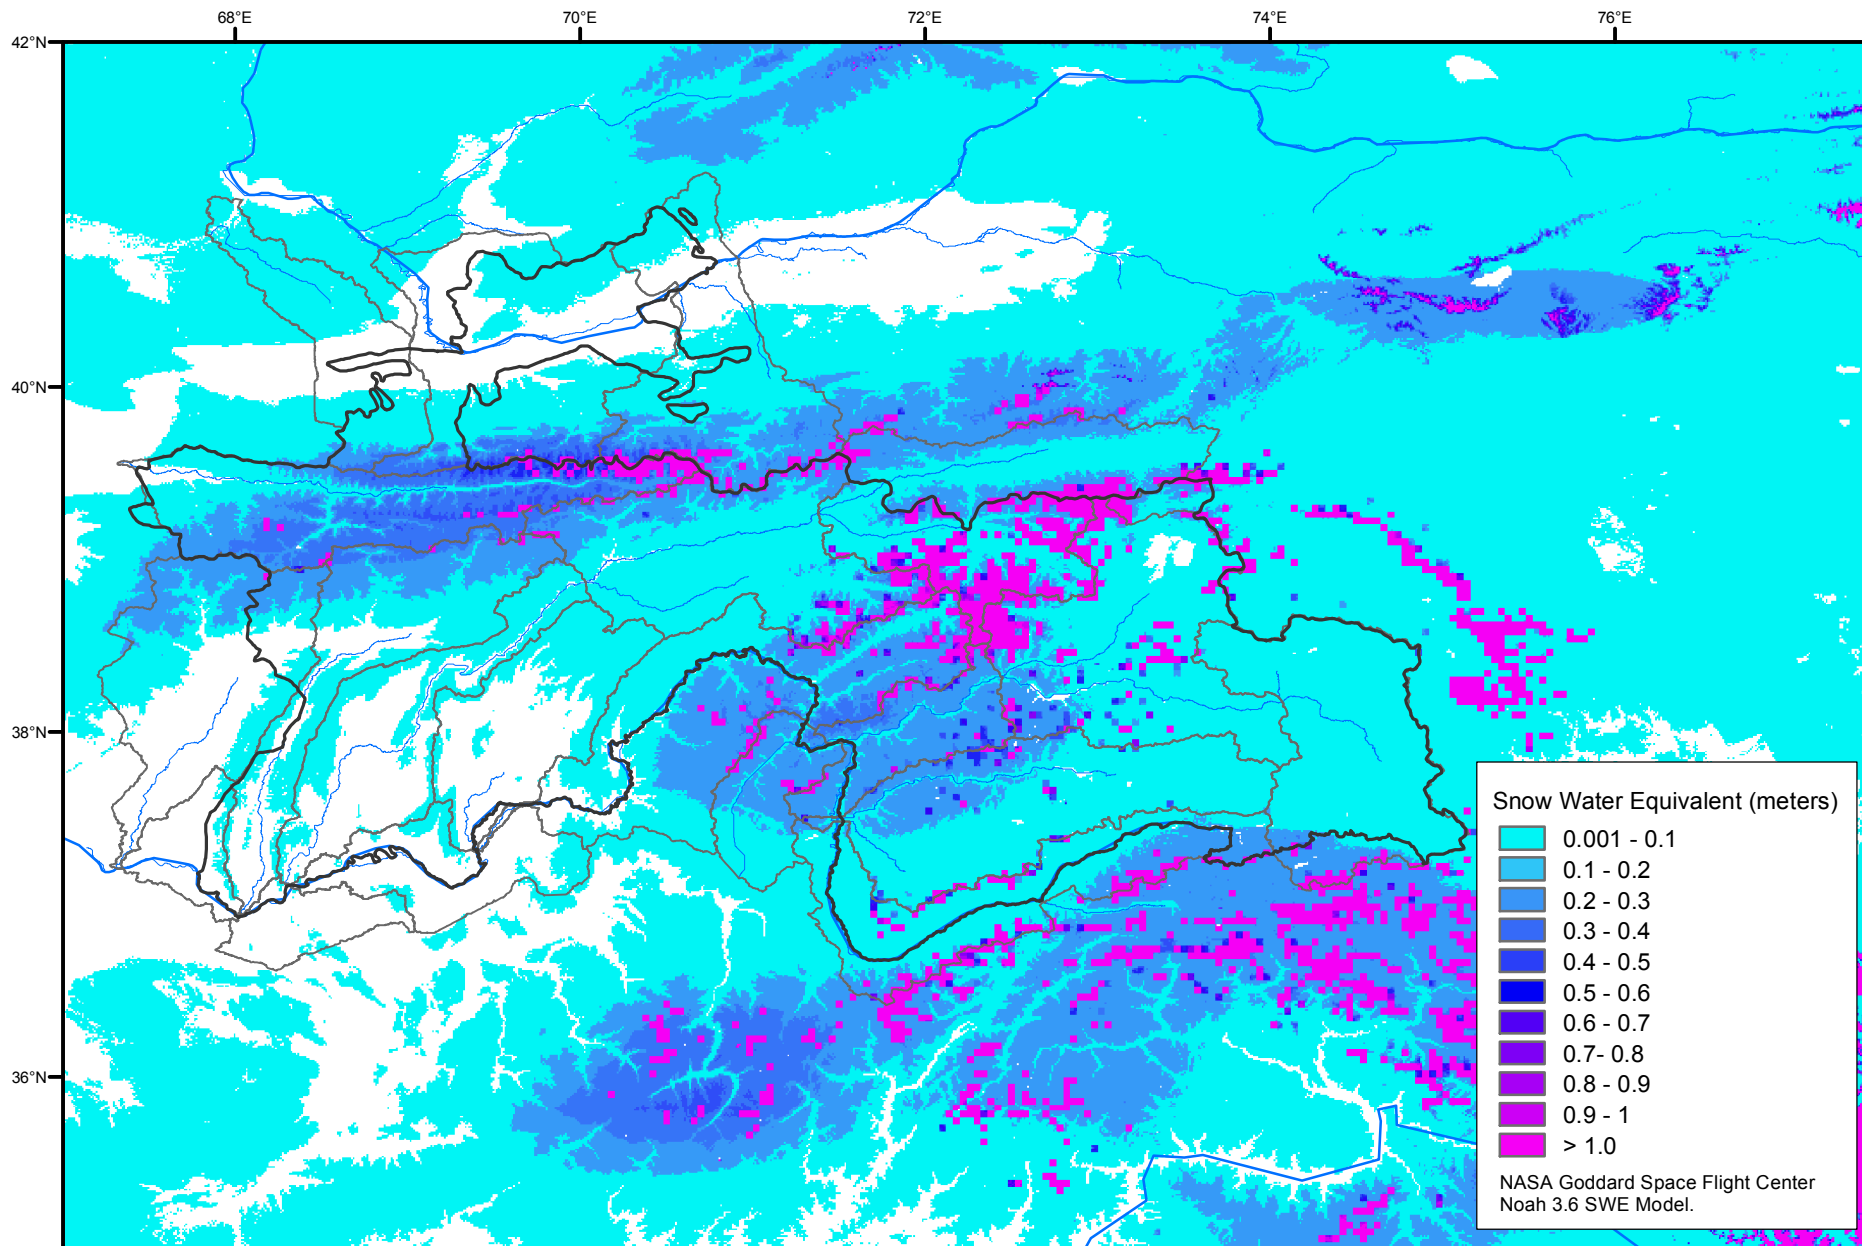 68°E 70°E 72°E 74°E 76°E
42°N
40°N
38°N
36°N
Snow Water Equivalent (meters)
0.001 - 0.1
0.1 - 0.2
0.2 - 0.3
0.3 - 0.4
0.4 - 0.5
0.5 - 0.6
0.6 - 0.7
0.7- 0.8
0.8 - 0.9
0.9 - 1
> 1.0
NASA Goddard Space Flight Center
Noah 3.6 SWE Model.